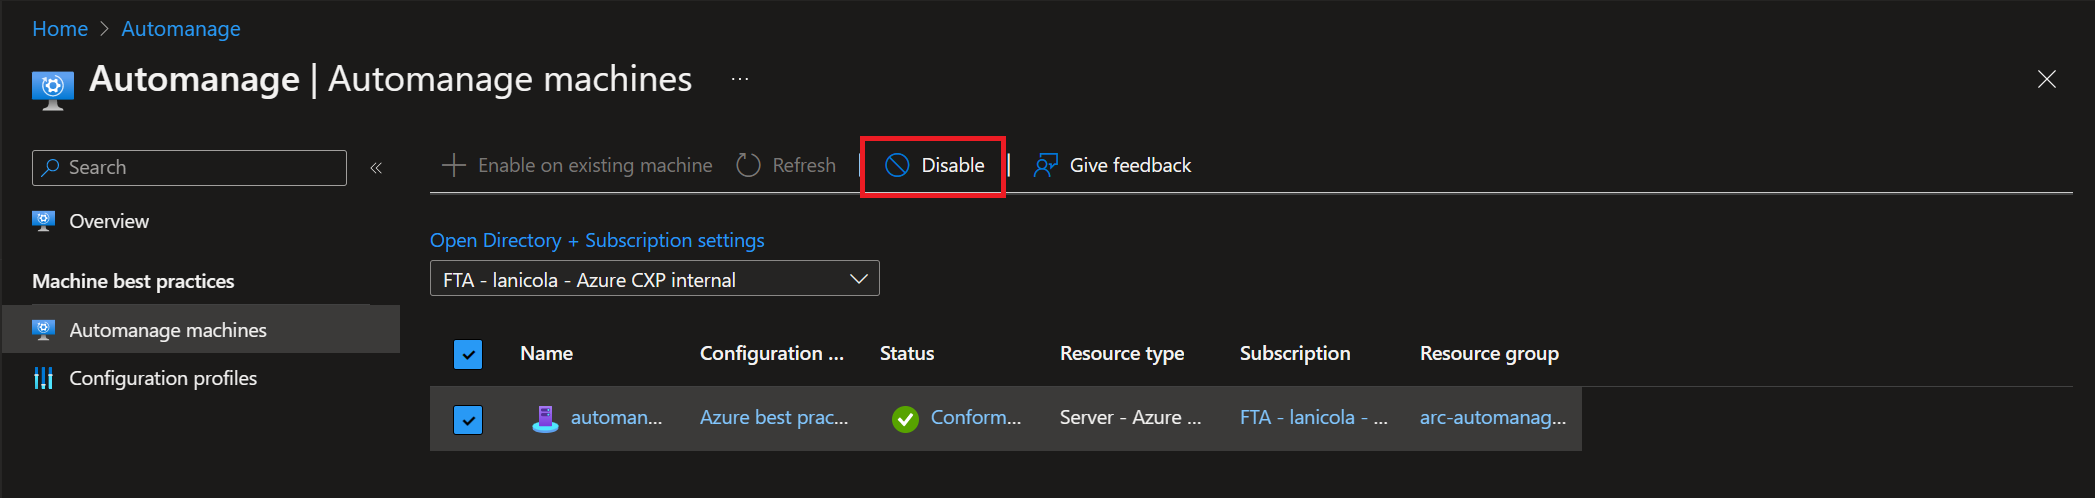 Home > Automanage
Automanage | Automanage machines ...
Search «
Enable on existing machine Refresh | Disable | Give feedback
Overview
Open Directory + Subscription settings
Machine best practices
FTA - lanicola - Azure CXP internal
Automanage machines
Configuration profiles
Name Configuration ... Status Resource type Subscription Resource group
automan... Azure best prac... Conform... Server - Azure ... FTA - lanicola - ... arc-automanag...